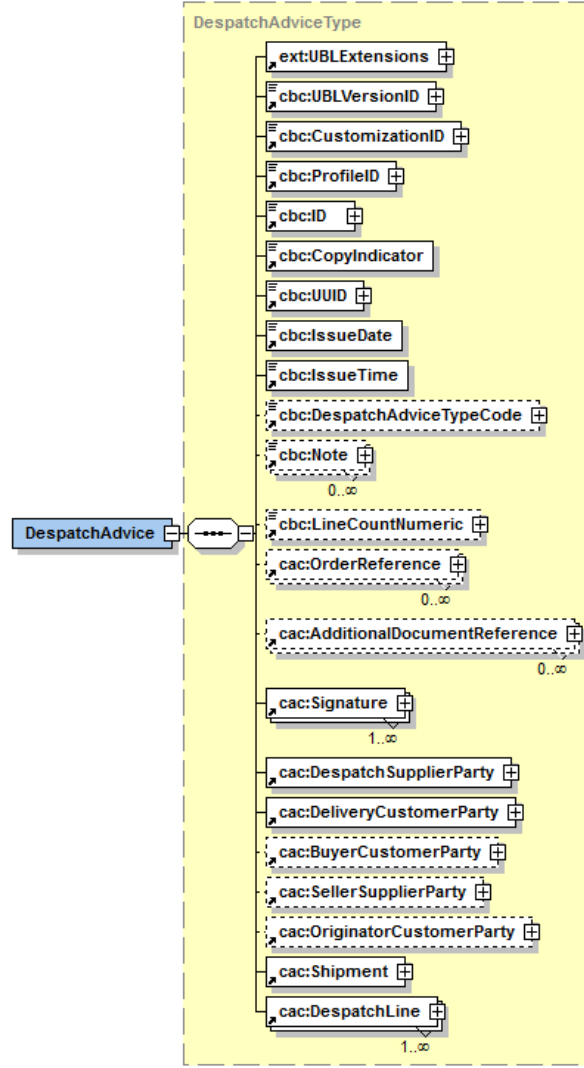 DespatchAdviceType
ext:UBLExtensions
cbc:UBLVersionID
cbc:CustomizationID
cbc:ProfileID
cbc:ID
cbc:CopyIndicator
cbc:UUID
cbc:IssueDate
cbc:IssueTime
cbc:DespatchAdviceTypeCode
cbc:Note
0..∞
DespatchAdvice
cbc:LineCountNumeric
cac:OrderReference
0..∞
cac:AdditionalDocumentReference
0..∞
cac:Signature
1..∞
cac:DespatchSupplierParty
cac:DeliveryCustomerParty
cac:BuyerCustomerParty
cac:SellerSupplierParty
cac:OriginatorCustomerParty
cac:Shipment
cac:DespatchLine
1..∞